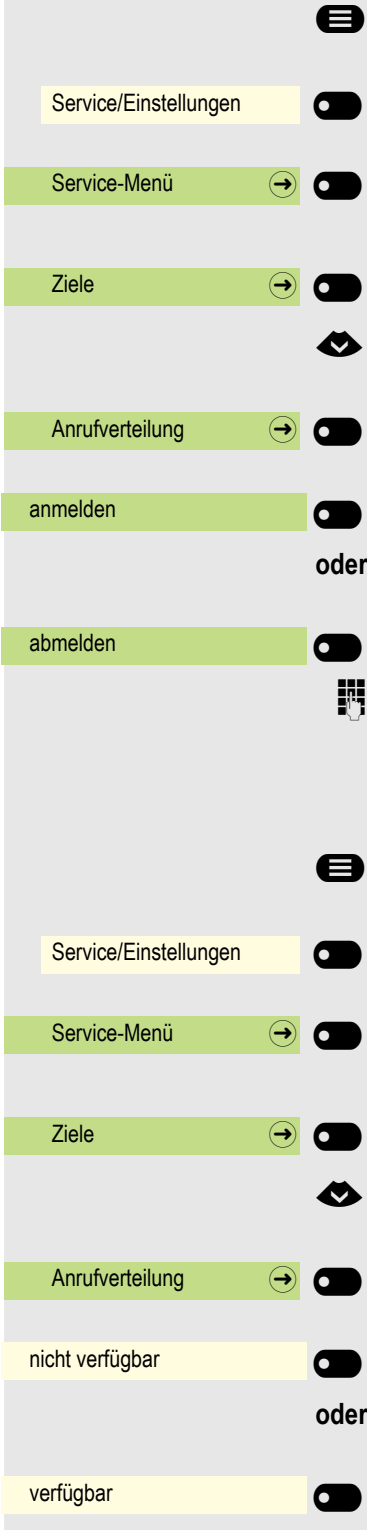 Service/Einstellungen
Service-Menü
Ziele
Anrufverteilung
anmelden
oder
abmelden
Service/Einstellungen
Service-Menü
Ziele
Anrufverteilung
nicht verfügbar
oder
verfügbar